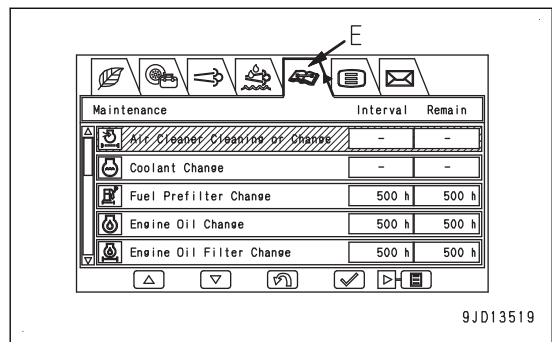 E
Maintenance Interval Remain
Air Cleaner Cleaning or Change - -
Coolant Change - -
Fuel Prefilter Change 500 h 500 h
Engine Oil Change 500 h 500 h
Engine Oil Filter Change 500 h 500 h
9JD13519